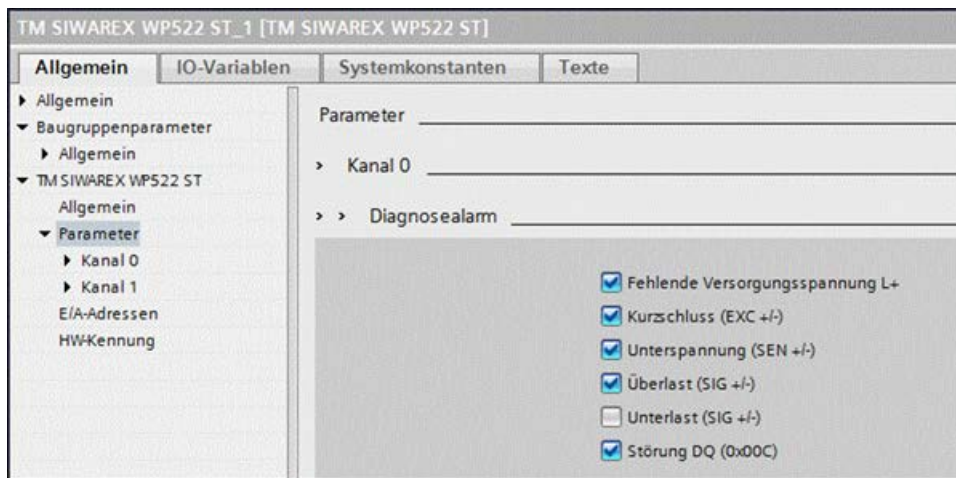 TM SIWAREX WP522 ST_1 [TM SIWAREX WP522 ST]
Allgemein
IO-Variablen
Systemkonstanten
Texte
Allgemein
Baugruppenparameter
Allgemein
TM SIWAREX WP522 ST
Allgemein
Parameter
Kanal 0
Kanal 1
E/A-Adressen
HW-Kennung
Parameter
Kanal 0
Diagnosealarm
Fehlende Versorgungsspannung L+
Kurzschluss (EXC +/-)
Unterspannung (SEN +/-)
Überlast (SIG +/-)
Unterlast (SIG +/-)
Störung DQ (0x00C)